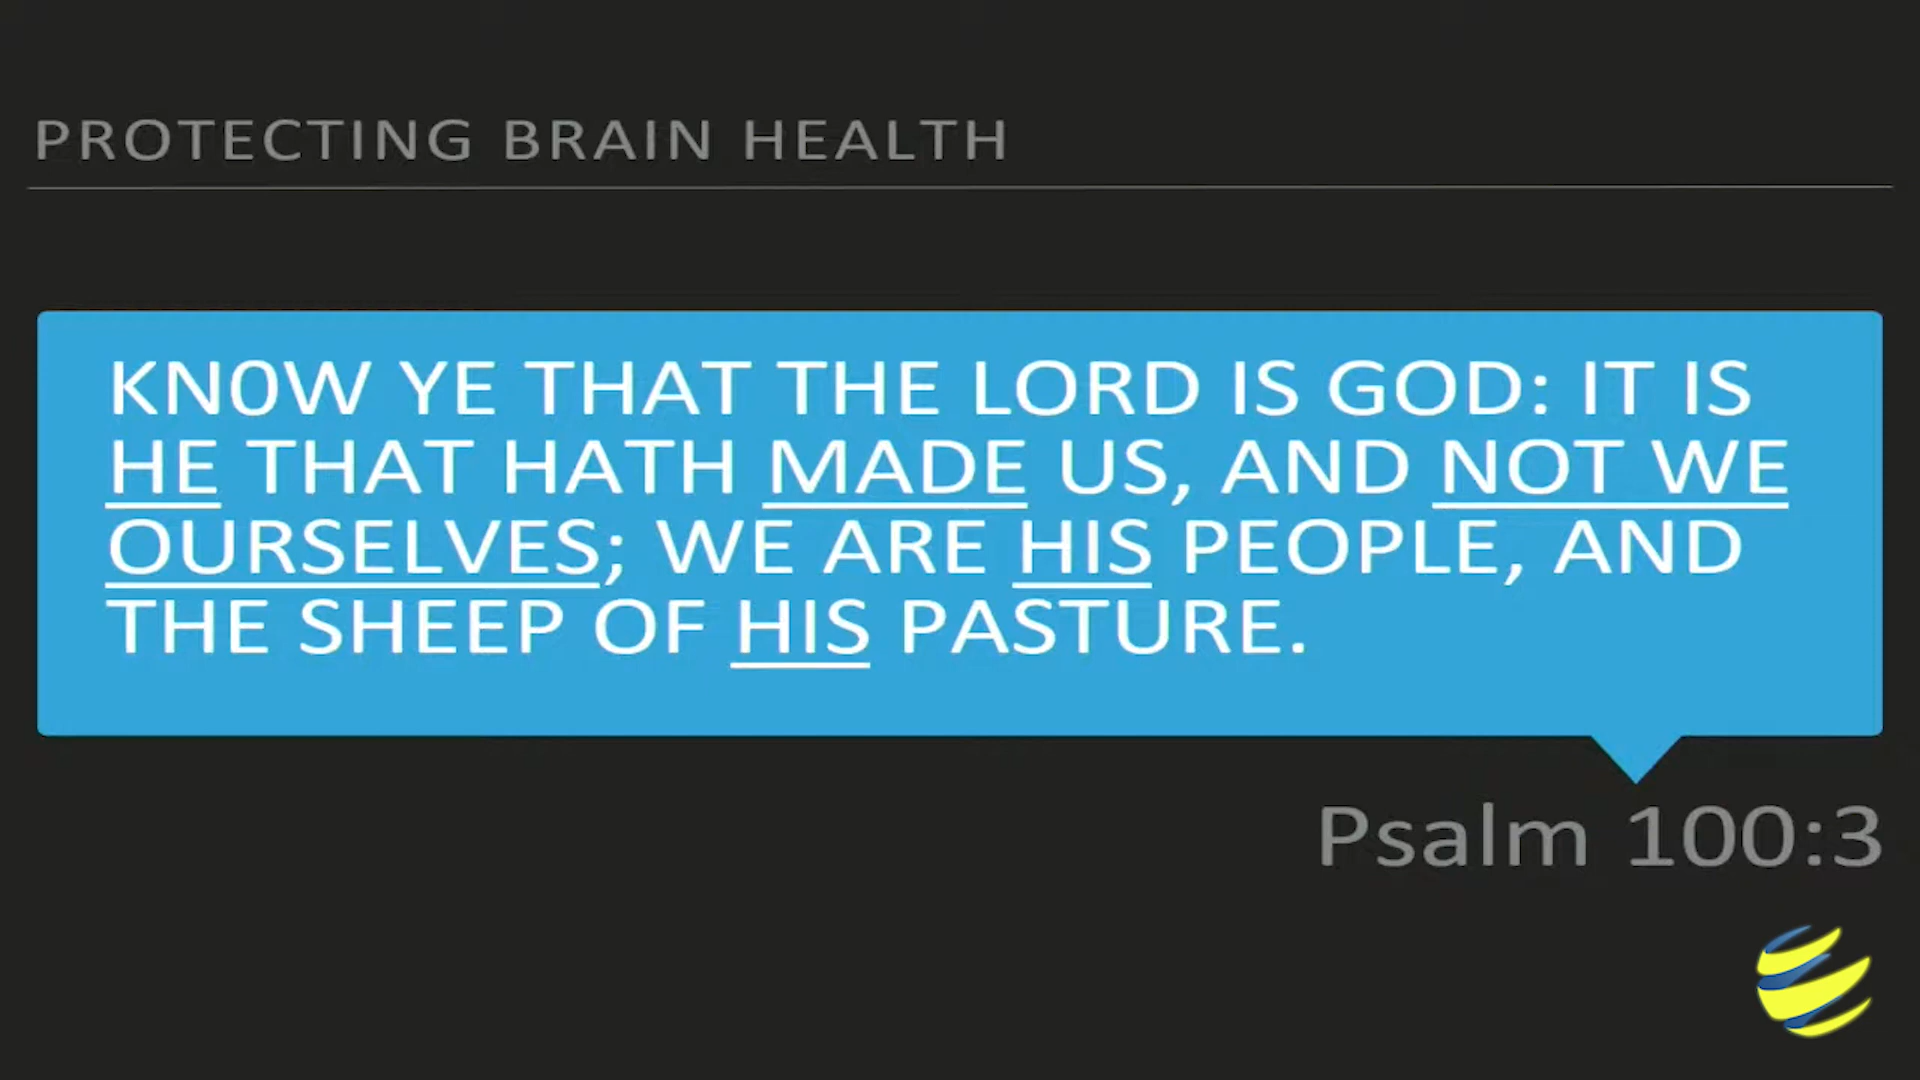 PROTECTING BRAIN HEALTH
KN0W YE THAT THE LORD IS GOD: IT IS
HE THAT HATH MADE US, AND NOT WE
OURSELVES; WE ARE HIS PEOPLE, AND
THE SHEEP OF HIS PASTURE.
Psalm 100:3